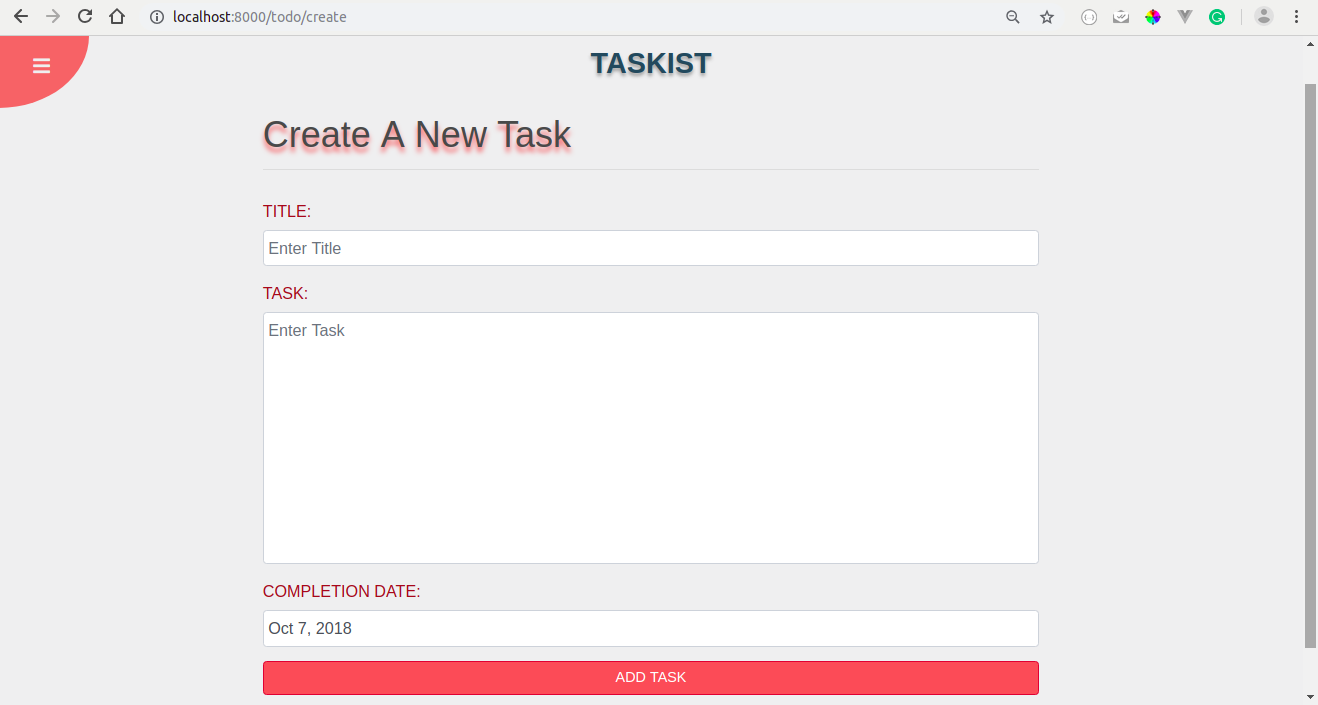 localhost:8000/todo/create
TASKIST
Create A New Task
TITLE:
Enter Title
TASK:
Enter Task
COMPLETION DATE:
Oct 7, 2018
ADD TASK